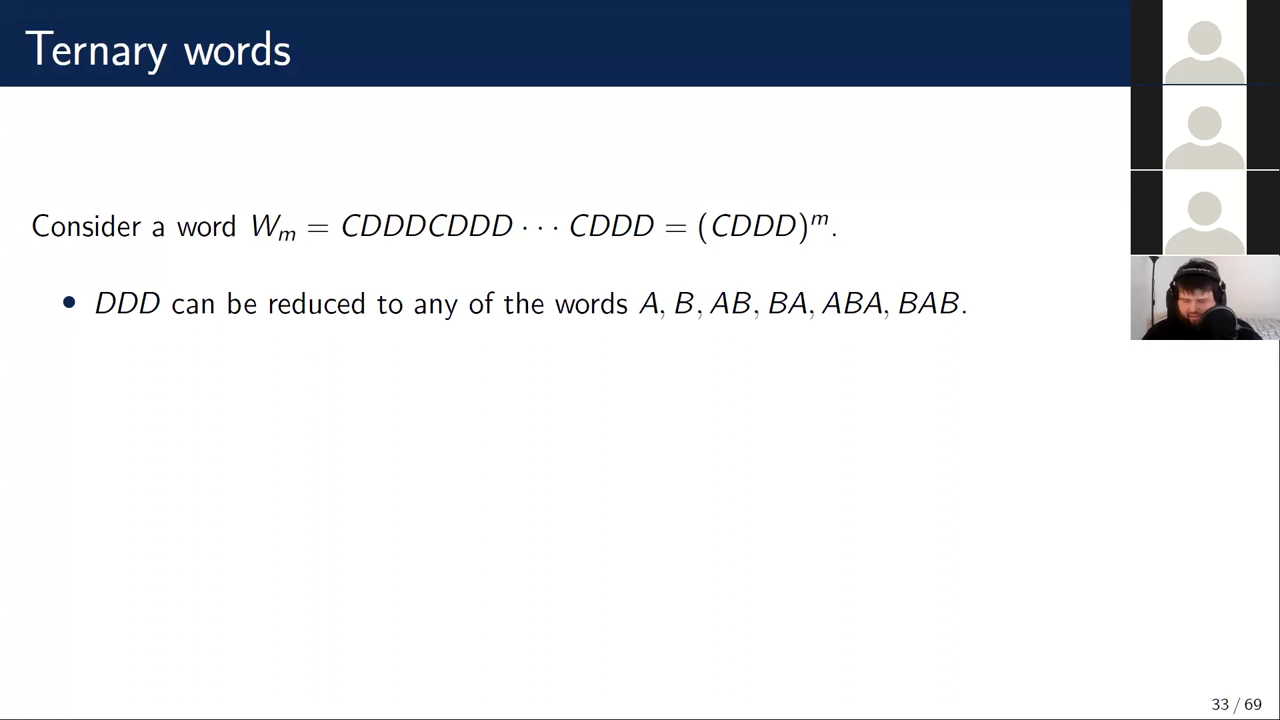 Ternary words
Consider a word Wₘ = CDDDCDDD ··· CDDD = (CDDD)ᵐ.
• DDD can be reduced to any of the words A, B, AB, BA, ABA, BAB.
33 / 69